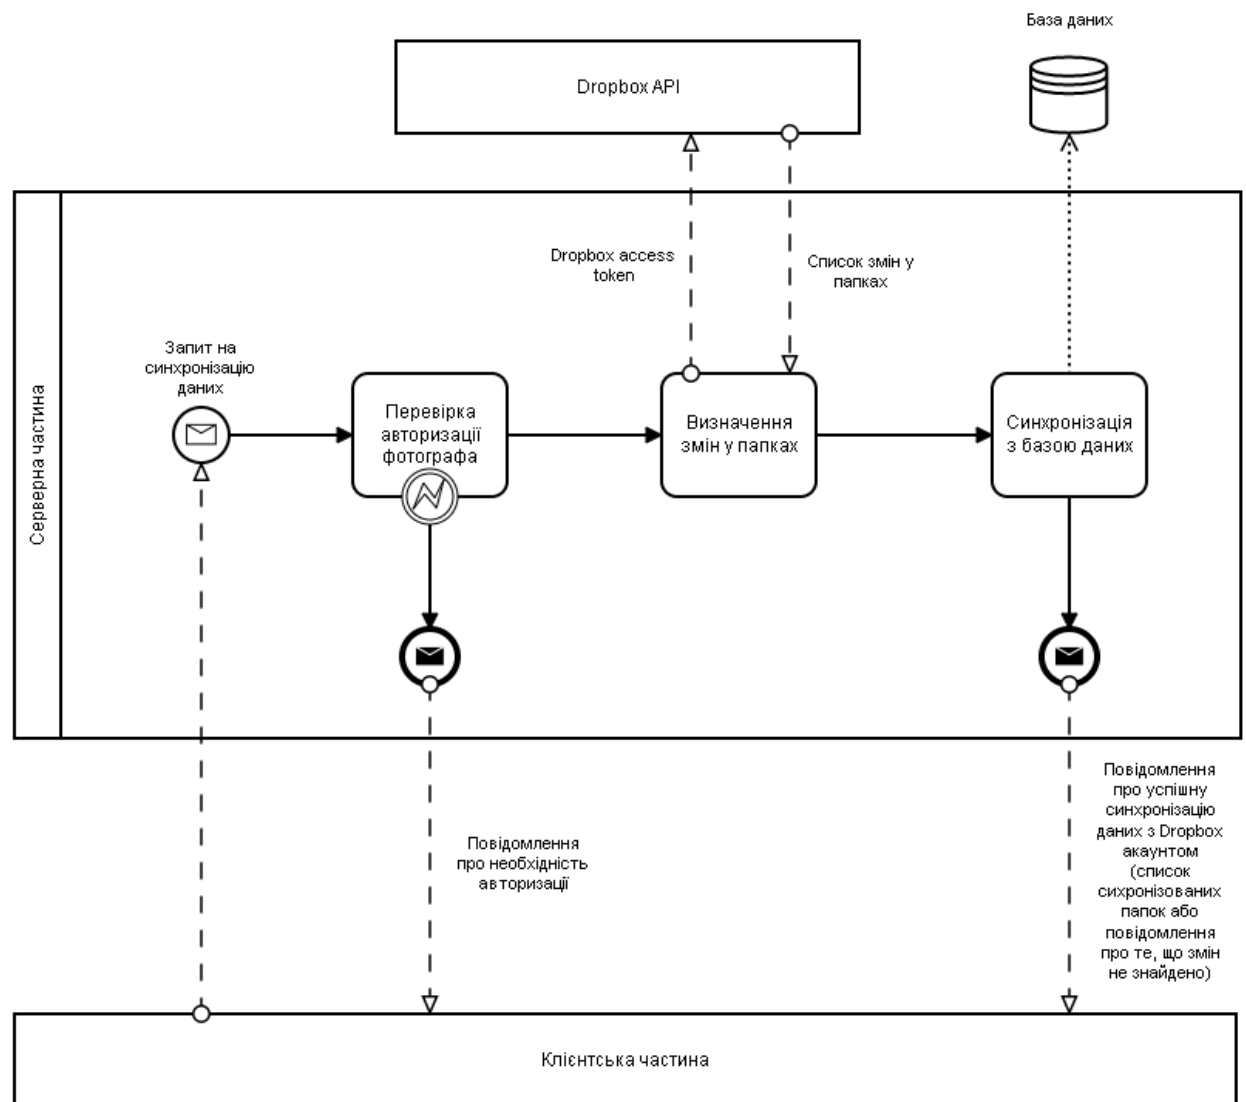 База даних
Dropbox API
Dropbox access
token
Список змін у
папках
Запит на
синхронізацію
даних
Серверна частина
Перевірка
авторизації
фотографа
Визначення
змін у папках
Синхронізація
з базою даних
Повідомлення
про необхідність
авторизації
Повідомлення
про успішну
синхронізацію
даних з Dropbox
акаунтом
(список
сихронізованих
папок або
повідомлення
про те, що змін
не знайдено)
Клієнтська частина